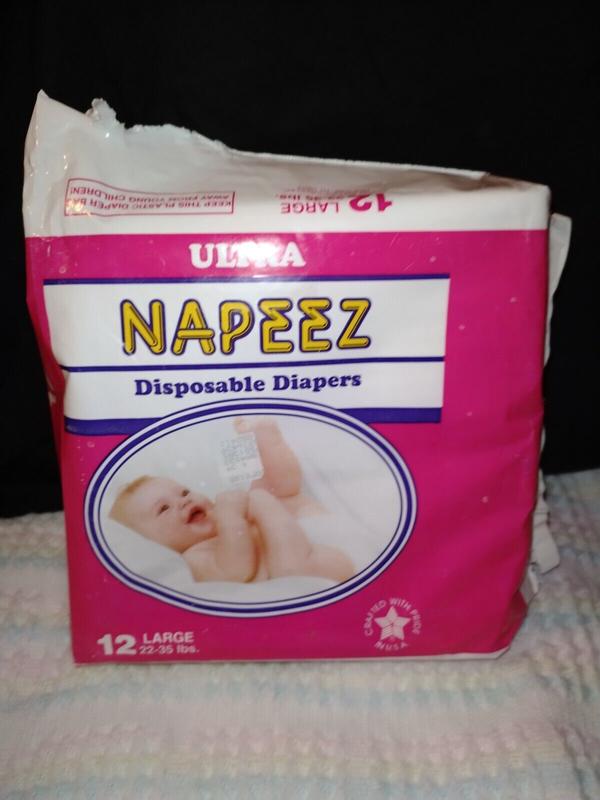 KEEP THIS PLASTIC DIAPER BAG
AWAY FROM YOUNG CHILDREN!
12 LARGE
ULTRA
NAPEEZ
Disposable Diapers
12 LARGE
22-35 lbs.
CRAFTED WITH PRIDE
IN U.S.A.